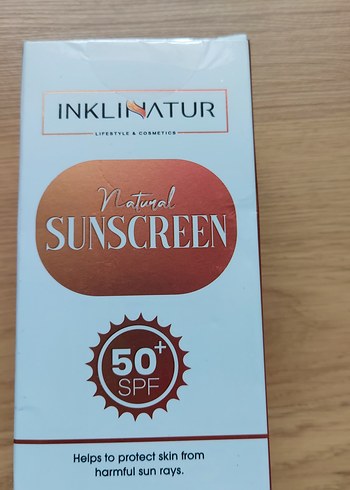 INKLINATUR
LIFESTYLE & COSMETICS
Natural
SUNSCREEN
50+
SPF
Helps to protect skin from
harmful sun rays.